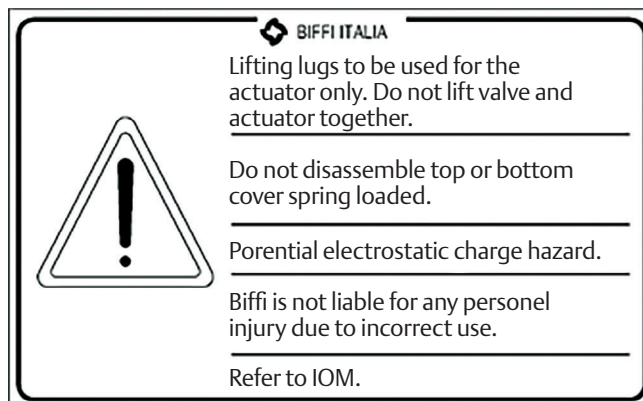 BIFFI ITALIA
Lifting lugs to be used for the
actuator only. Do not lift valve and
actuator together.
Do not disassemble top or bottom
cover spring loaded.
Porential electrostatic charge hazard.
Biffi is not liable for any personel
injury due to incorrect use.
Refer to IOM.